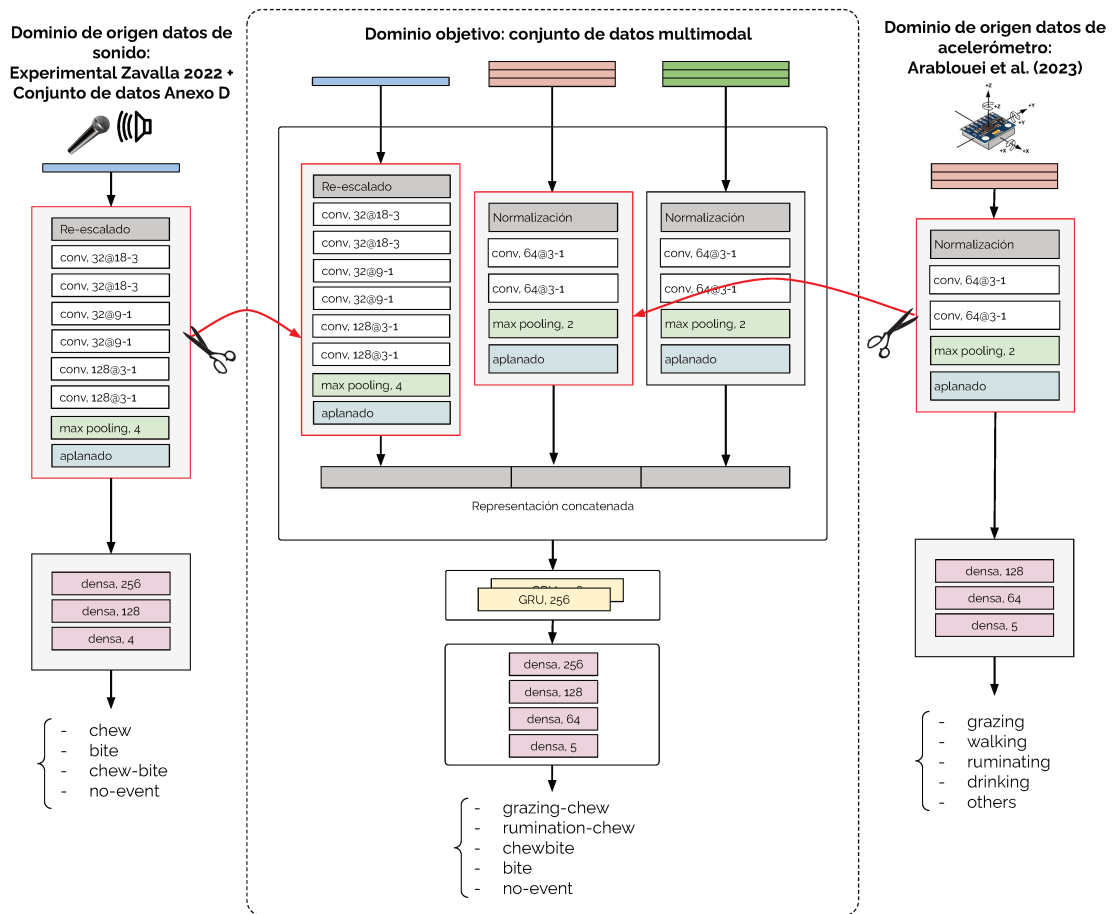 Dominio de origen datos de
sonido:
Experimental Zavalla 2022 +
Conjunto de datos Anexo D
Re-escalado
conv, 32@18-3
conv, 32@18-3
conv, 32@9-1
conv, 32@9-1
conv, 128@3-1
conv, 128@3-1
max pooling, 4
aplanado
densa, 256
densa, 128
densa, 4
- chew
- bite
- chew-bite
- no-event
Dominio objetivo: conjunto de datos multimodal
Re-escalado
conv, 32@18-3
conv, 32@18-3
conv, 32@9-1
conv, 32@9-1
conv, 128@3-1
conv, 128@3-1
max pooling, 4
aplanado
Normalización
conv, 64@3-1
conv, 64@3-1
max pooling, 2
aplanado
Normalización
conv, 64@3-1
conv, 64@3-1
max pooling, 2
aplanado
Representación concatenada
GRU, 256
densa, 256
densa, 128
densa, 64
densa, 5
- grazing-chew
- rumination-chew
- chewbite
- bite
- no-event
Dominio de origen datos de
acelerómetro:
Arablouei et al. (2023)
+Z
+Y
+X
Normalización
conv, 64@3-1
conv, 64@3-1
max pooling, 2
aplanado
densa, 128
densa, 64
densa, 5
- grazing
- walking
- ruminating
- drinking
- others